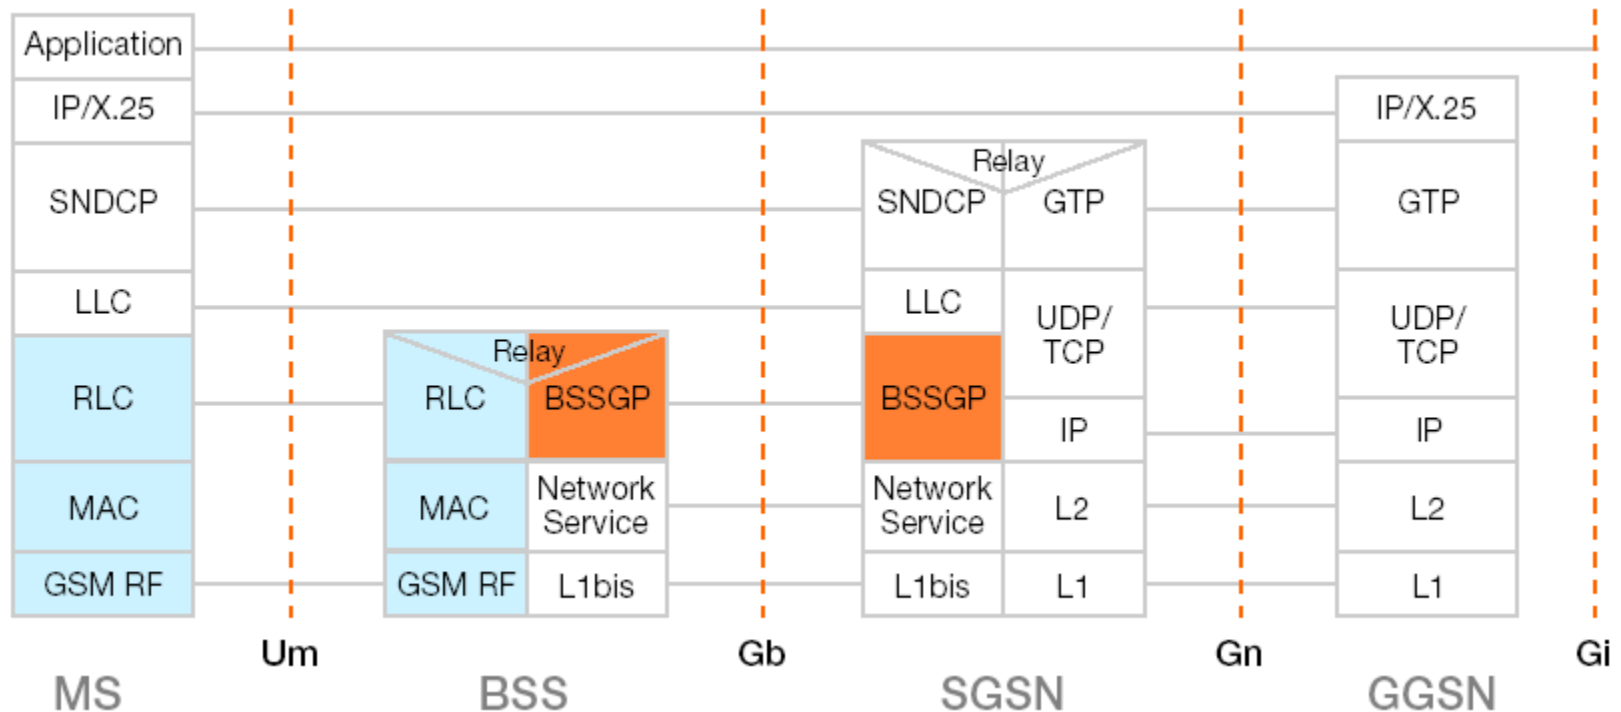 Application
IP/X.25
SNDCP
LLC
RLC
MAC
GSM RF
Relay
RLC
BSSGP
MAC
Network
Service
GSM RF
L1bis
Relay
SNDCP
GTP
LLC
UDP/
TCP
BSSGP
IP
Network
Service
L2
L1bis
L1
IP/X.25
GTP
UDP/
TCP
IP
L2
L1
Um
Gb
Gn
Gi
MS
BSS
SGSN
GGSN